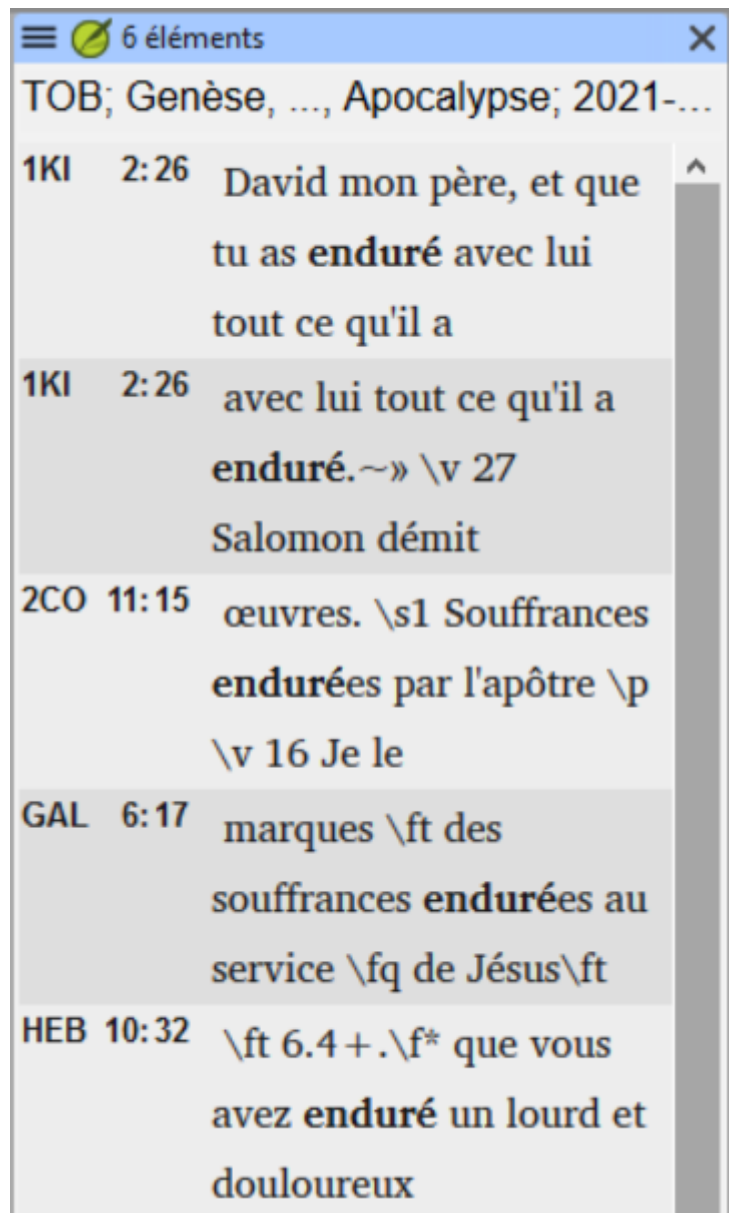 6 éléments
TOB; Genèse, ..., Apocalypse; 2021-...
1KI 2:26 David mon père, et que
tu as enduré avec lui
tout ce qu'il a
1KI 2:26 avec lui tout ce qu'il a
enduré.~» \v 27
Salomon démit
2CO 11:15 œuvres. \s1 Souffrances
endurées par l'apôtre \p
\v 16 Je le
GAL 6:17 marques \ft des
souffrances endurées au
service \fq de Jésus\ft
HEB 10:32 \ft 6.4+.\f* que vous
avez enduré un lourd et
douloureux